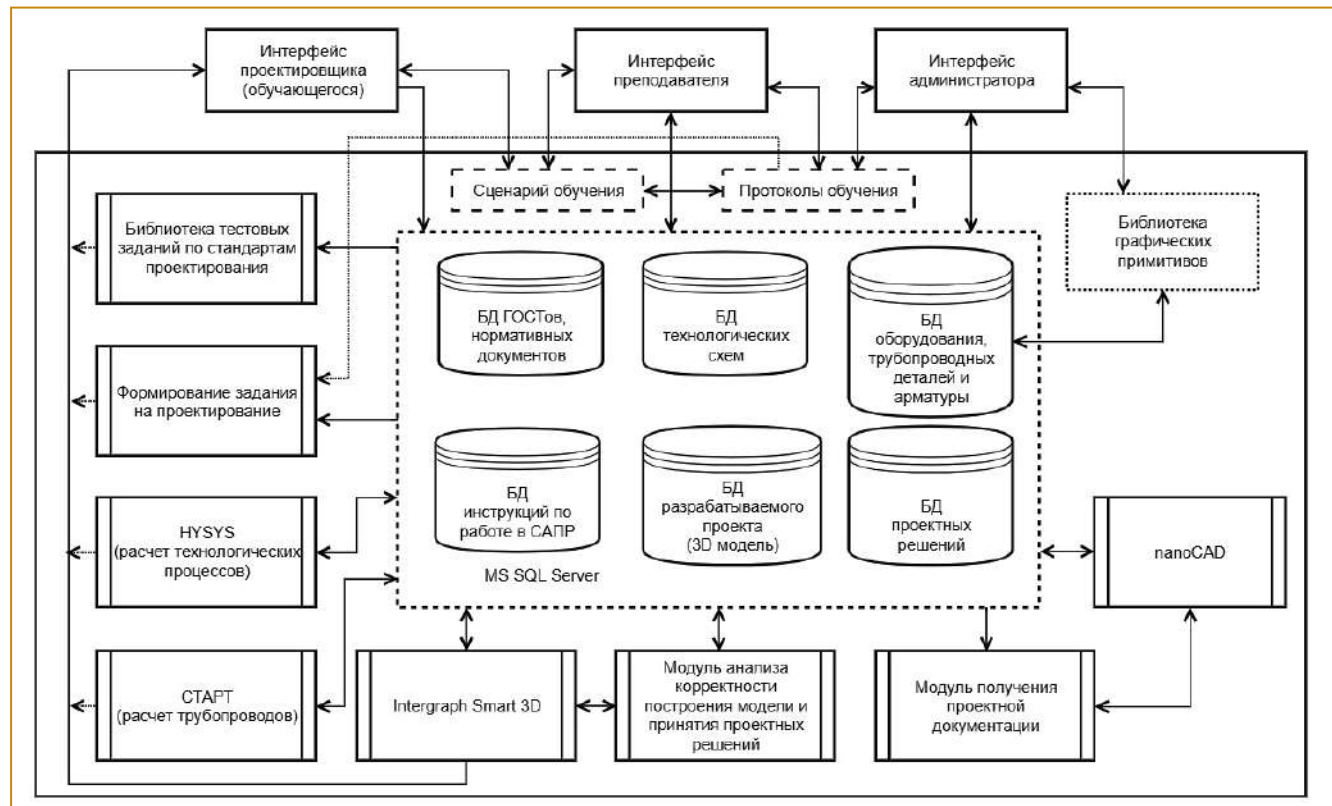 Интерфейс
проектировщика
(обучающегося)
Интерфейс
преподавателя
Интерфейс
администратора
Сценарий обучения
Протоколы обучения
Библиотека тестовых
заданий по стандартам
проектирования
Библиотека
графических
примитивов
БД ГОСТов,
нормативных
документов
БД
технологических
схем
БД
оборудования,
трубопроводных
деталей и
арматуры
Формирование задания
на проектирование
БД
инструкций по
работе в САПР
БД
разрабатываемого
проекта
(3D модель)
БД
проектных
решений
HYSYS
(расчет технологических
процессов)
nanoCAD
MS SQL Server
СТАРТ
(расчет трубопроводов)
Intergraph Smart 3D
Модуль анализа
корректности
построения модели и
принятия проектных
решений
Модуль получения
проектной
документации